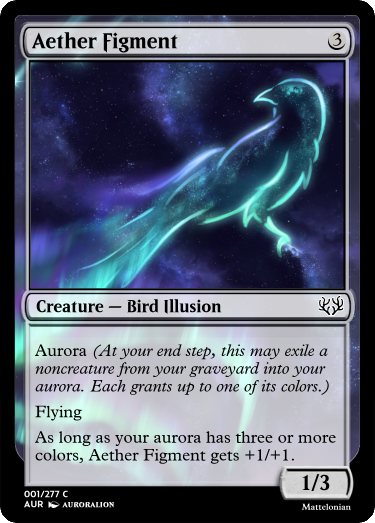 Aether Figment 3
Creature — Bird Illusion
Aurora (At your end step, this may exile a
noncreature from your graveyard into your
aurora. Each grants up to one of its colors.)
Flying
As long as your aurora has three or more
colors, Aether Figment gets +1/+1.
1/3
001/277 C
AUR AURORALION
Mattelonian